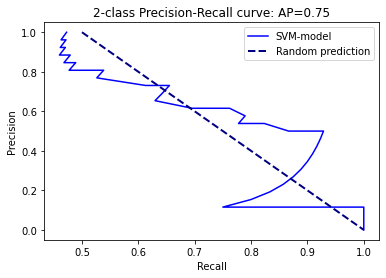 2-class Precision-Recall curve: AP=0.75
SVM-model
Random prediction
Precision
1.0
0.8
0.6
0.4
0.2
0.0
0.5 0.6 0.7 0.8 0.9 1.0
Recall